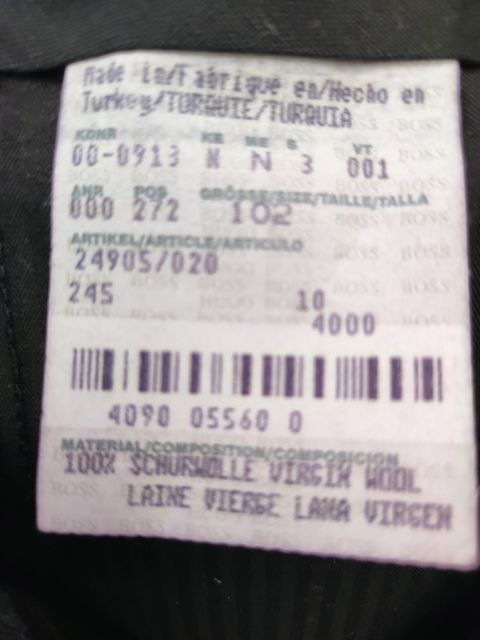 Made in/Fabrique en/Hecho en
Turkey/TURQUIE/TURQUIA
KDNR KE ME S VT
00-0913 N N 3 001
ANR POS GRÖSSE/SIZE/TAILLE/TALLA
000 272 102
ARTIKEL/ARTICLE/ARTICULO
24905/020
245 10
4000
4090 05560 0
MATERIAL/COMPOSITION/COMPOSICION
100% SCHURWOLLE VIRGIN WOOL
LAINE VIERGE LANA VIRGEN